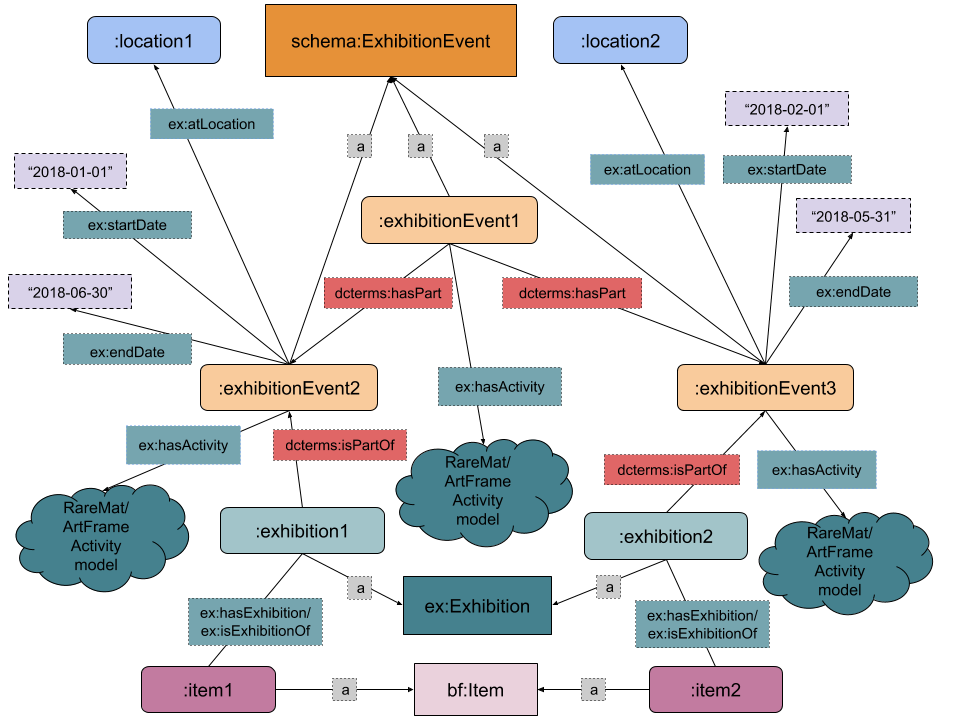 :location1
schema:ExhibitionEvent
:location2
“2018-02-01”
ex:atLocation
a
a
a
“2018-01-01”
ex:atLocation
ex:startDate
ex:startDate
:exhibitionEvent1
“2018-05-31”
“2018-06-30”
dcterms:hasPart
dcterms:hasPart
ex:endDate
ex:endDate
:exhibitionEvent2
ex:hasActivity
:exhibitionEvent3
ex:hasActivity
dcterms:isPartOf
RareMat/
ArtFrame
Activity
model
dcterms:isPartOf
ex:hasActivity
RareMat/
ArtFrame
Activity
model
:exhibition1
:exhibition2
RareMat/
ArtFrame
Activity
model
a
ex:Exhibition
a
ex:hasExhibition/
ex:isExhibitionOf
ex:hasExhibition/
ex:isExhibitionOf
:item1
a
bf:Item
a
:item2